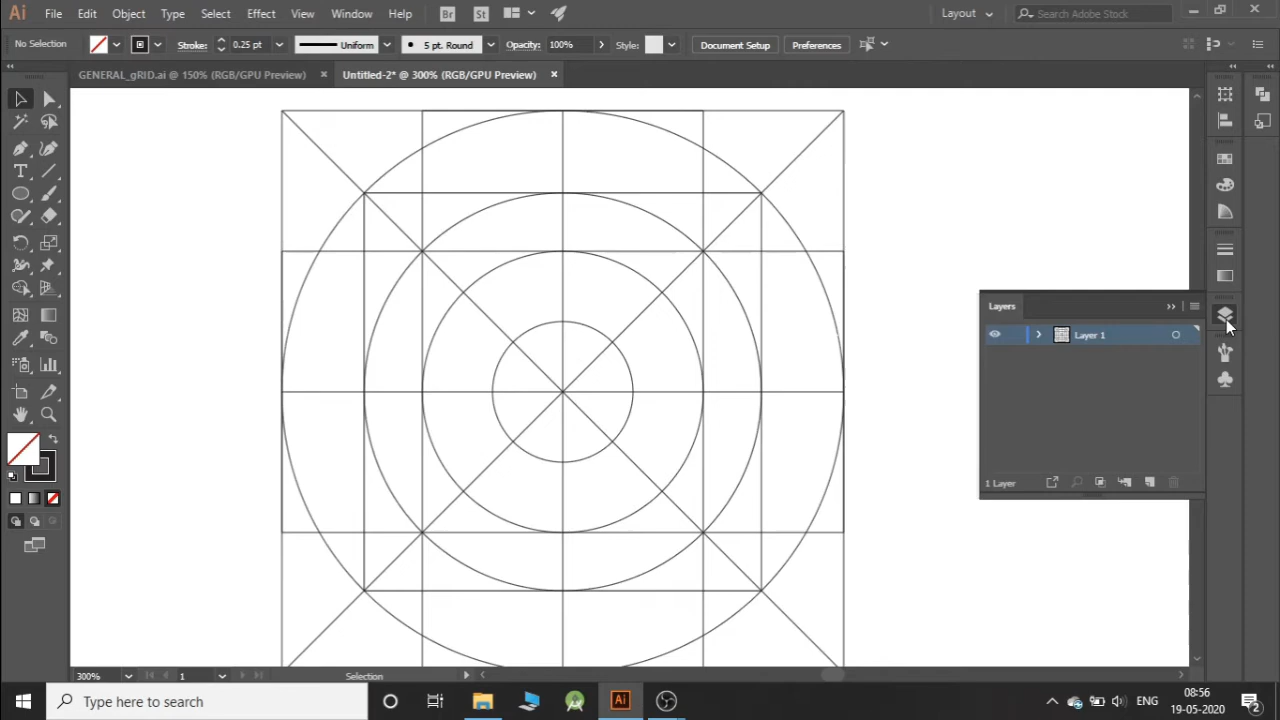 Ai File Edit Object Type Select Effect View Window Help Br St Layout Search Adobe Stock
No Selection Stroke: 0.25 pt Uniform 5 pt. Round Opacity: 100% Style: Document Setup Preferences
GENERAL_gRID.ai @ 150% (RGB/GPU Preview) × Untitled-2* @ 300% (RGB/GPU Preview) ×
Layers
Layer 1
1 Layer
300% 1 Selection
Type here to search Ai ENG 08:56
19-05-2020 2